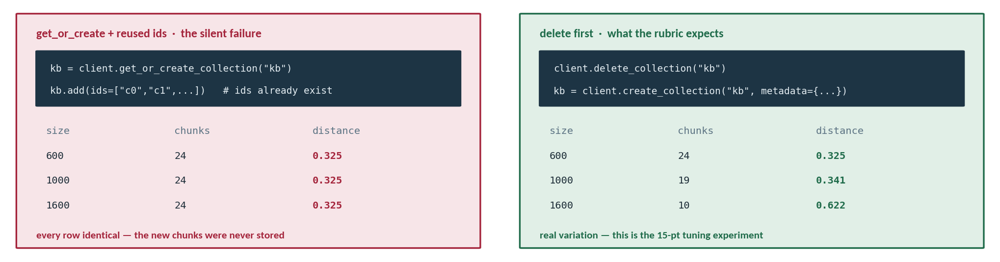 get_or_create + reused ids · the silent failure
kb = client.get_or_create_collection("kb")
kb.add(ids=["c0","c1",...])   # ids already exist
size chunks distance
600 24 0.325
1000 24 0.325
1600 24 0.325
every row identical — the new chunks were never stored
delete first · what the rubric expects
client.delete_collection("kb")
kb = client.create_collection("kb", metadata={...})
size chunks distance
600 24 0.325
1000 19 0.341
1600 10 0.622
real variation — this is the 15-pt tuning experiment